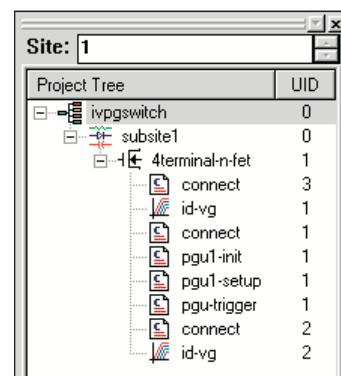 Site: 1
Project Tree UID
ivpgswitch 0
subsite1 0
4terminal-n-fet 1
connect 3
id-vg 1
connect 1
pgu1-init 1
pgu1-setup 1
pgu-trigger 1
connect 2
id-vg 2